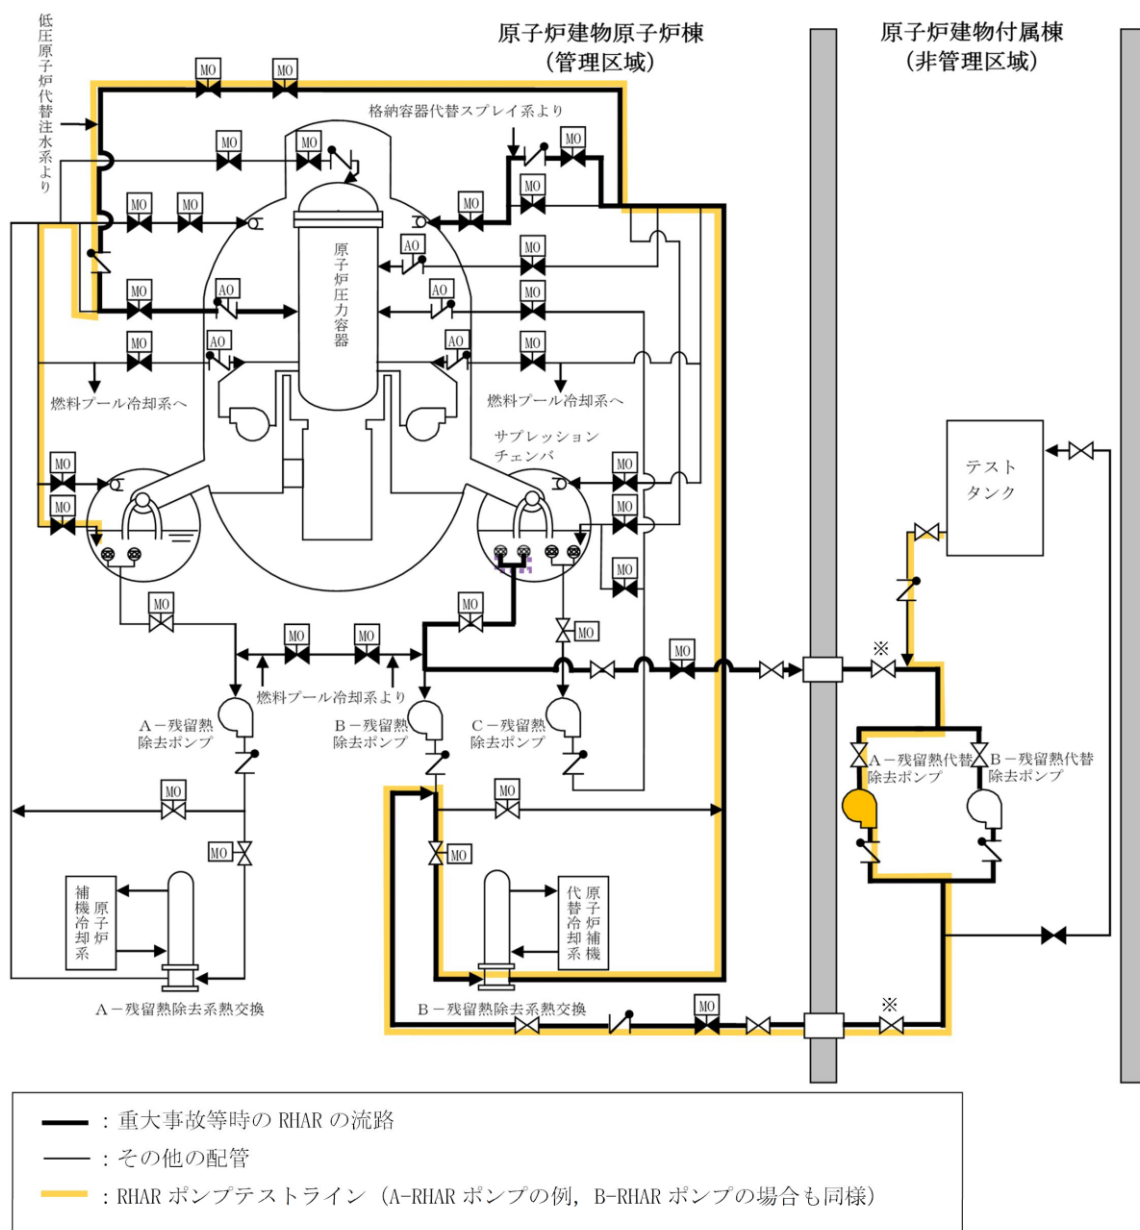 低圧原子炉代替注水系より
原子炉建物原子炉棟
(管理区域)
原子炉建物付属棟
(非管理区域)
MO
MO
格納容器代替スプレイ系より
MO
MO
MO
MO
MO
MO
MO
MO
AO
MO
原子炉圧力容器
MO
AO
AO
MO
MO
AO
AO
MO
燃料プール冷却系へ
燃料プール冷却系へ
サプレッション
チェンバ
MO
MO
MO
MO
MO
テスト
タンク
MO
MO
MO
MO
MO
MO
MO
※
燃料プール冷却系より
A－残留熱
除去ポンプ
B－残留熱
除去ポンプ
C－残留熱
除去ポンプ
A－残留熱代替
除去ポンプ
B－残留熱代替
除去ポンプ
MO
MO
MO
MO
原子炉
補機冷却系
原子炉補機
代替冷却系
A－残留熱除去系熱交換
B－残留熱除去系熱交換
MO
※
：重大事故等時の RHAR の流路
：その他の配管
：RHAR ポンプテストライン（A-RHAR ポンプの例，B-RHAR ポンプの場合も同様）